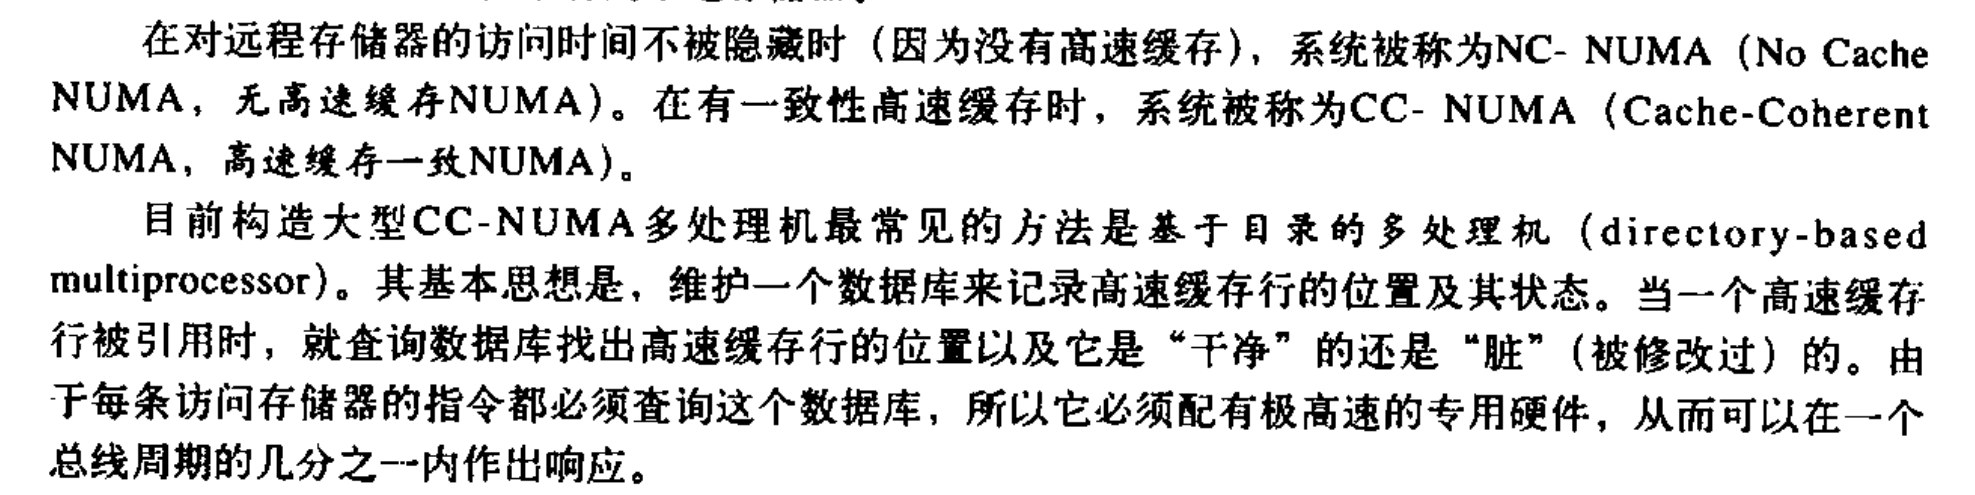 在对远程存储器的访问时间不被隐藏时（因为没有高速缓存），系统被称为NC- NUMA（No Cache
NUMA，无高速缓存NUMA）。在有一致性高速缓存时，系统被称为CC- NUMA（Cache-Coherent
NUMA，高速缓存一致NUMA）。
目前构造大型CC-NUMA多处理机最常见的方法是基于目录的多处理机（directory-based
multiprocessor）。其基本思想是，维护一个数据库来记录高速缓存行的位置及其状态。当一个高速缓存
行被引用时，就查询数据库找出高速缓存行的位置以及它是“干净”的还是“脏”（被修改过）的。由
于每条访问存储器的指令都必须查询这个数据库，所以它必须配有极高速的专用硬件，从而可以在一个
总线周期的几分之一内作出响应。